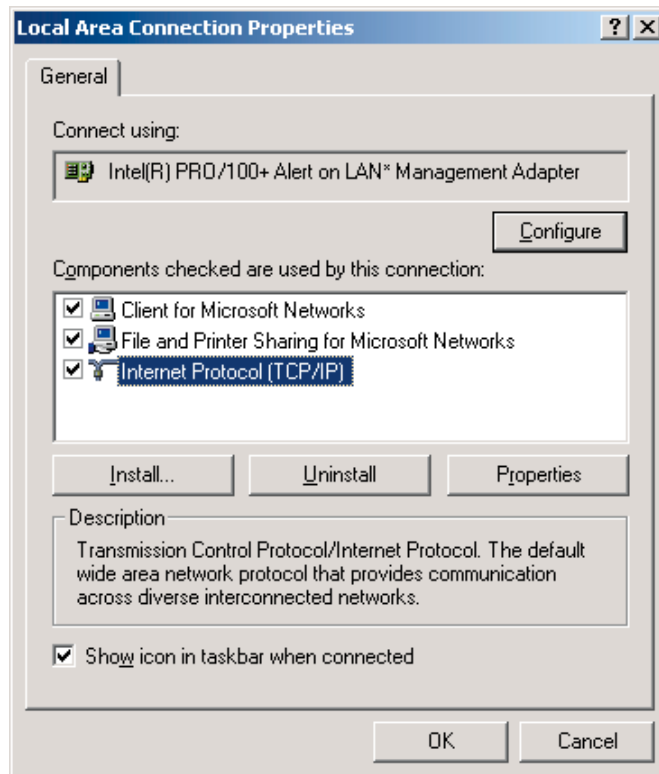 Local Area Connection Properties
General
Connect using:
Intel(R) PRO/100+ Alert on LAN* Management Adapter
Configure
Components checked are used by this connection:
Client for Microsoft Networks
File and Printer Sharing for Microsoft Networks
Internet Protocol (TCP/IP)
Install... Uninstall Properties
Description
Transmission Control Protocol/Internet Protocol. The default
wide area network protocol that provides communication
across diverse interconnected networks.
Show icon in taskbar when connected
OK Cancel